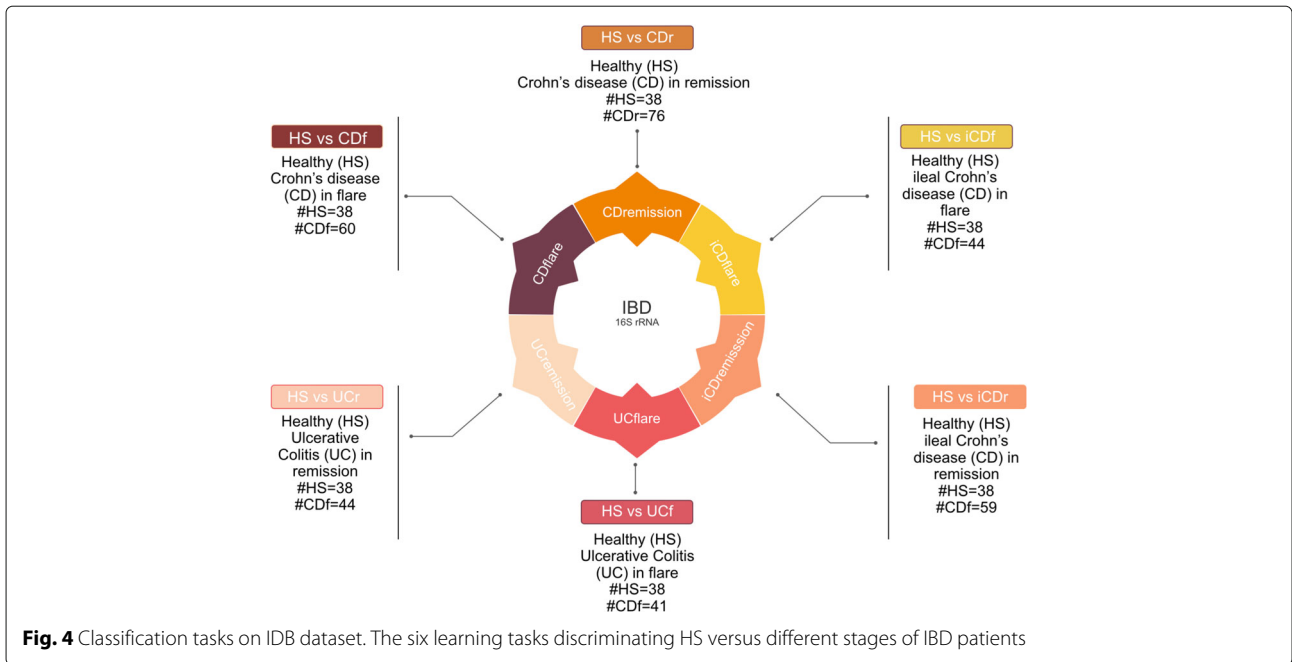 HS vs CDr
Healthy (HS)
Crohn's disease (CD) in remission
#HS=38
#CDr=76
HS vs CDf
Healthy (HS)
Crohn's disease
(CD) in flare
#HS=38
#CDf=60
HS vs iCDf
Healthy (HS)
ileal Crohn's
disease (CD) in
flare
#HS=38
#CDf=44
CDremission
CDflare
iCDflare
IBD
16S rRNA
UCremission
iCDremisssion
UCflare
HS vs UCr
Healthy (HS)
Ulcerative
Colitis (UC) in
remission
#HS=38
#CDf=44
HS vs iCDr
Healthy (HS)
ileal Crohn's
disease (CD) in
remission
#HS=38
#CDf=59
HS vs UCf
Healthy (HS)
Ulcerative Colitis
(UC) in flare
#HS=38
#CDf=41
Fig. 4 Classification tasks on IDB dataset. The six learning tasks discriminating HS versus different stages of IBD patients